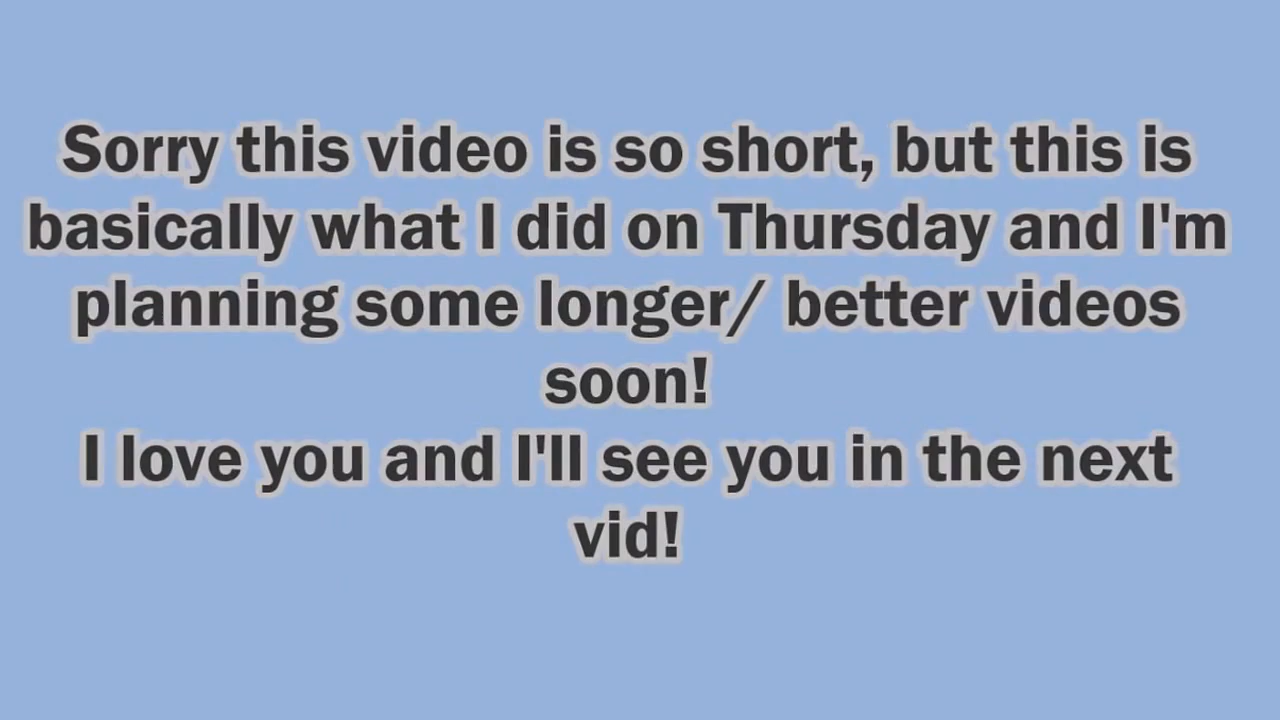 Sorry this video is so short, but this is
basically what I did on Thursday and I'm
planning some longer/ better videos
soon!
I love you and I'll see you in the next
vid!